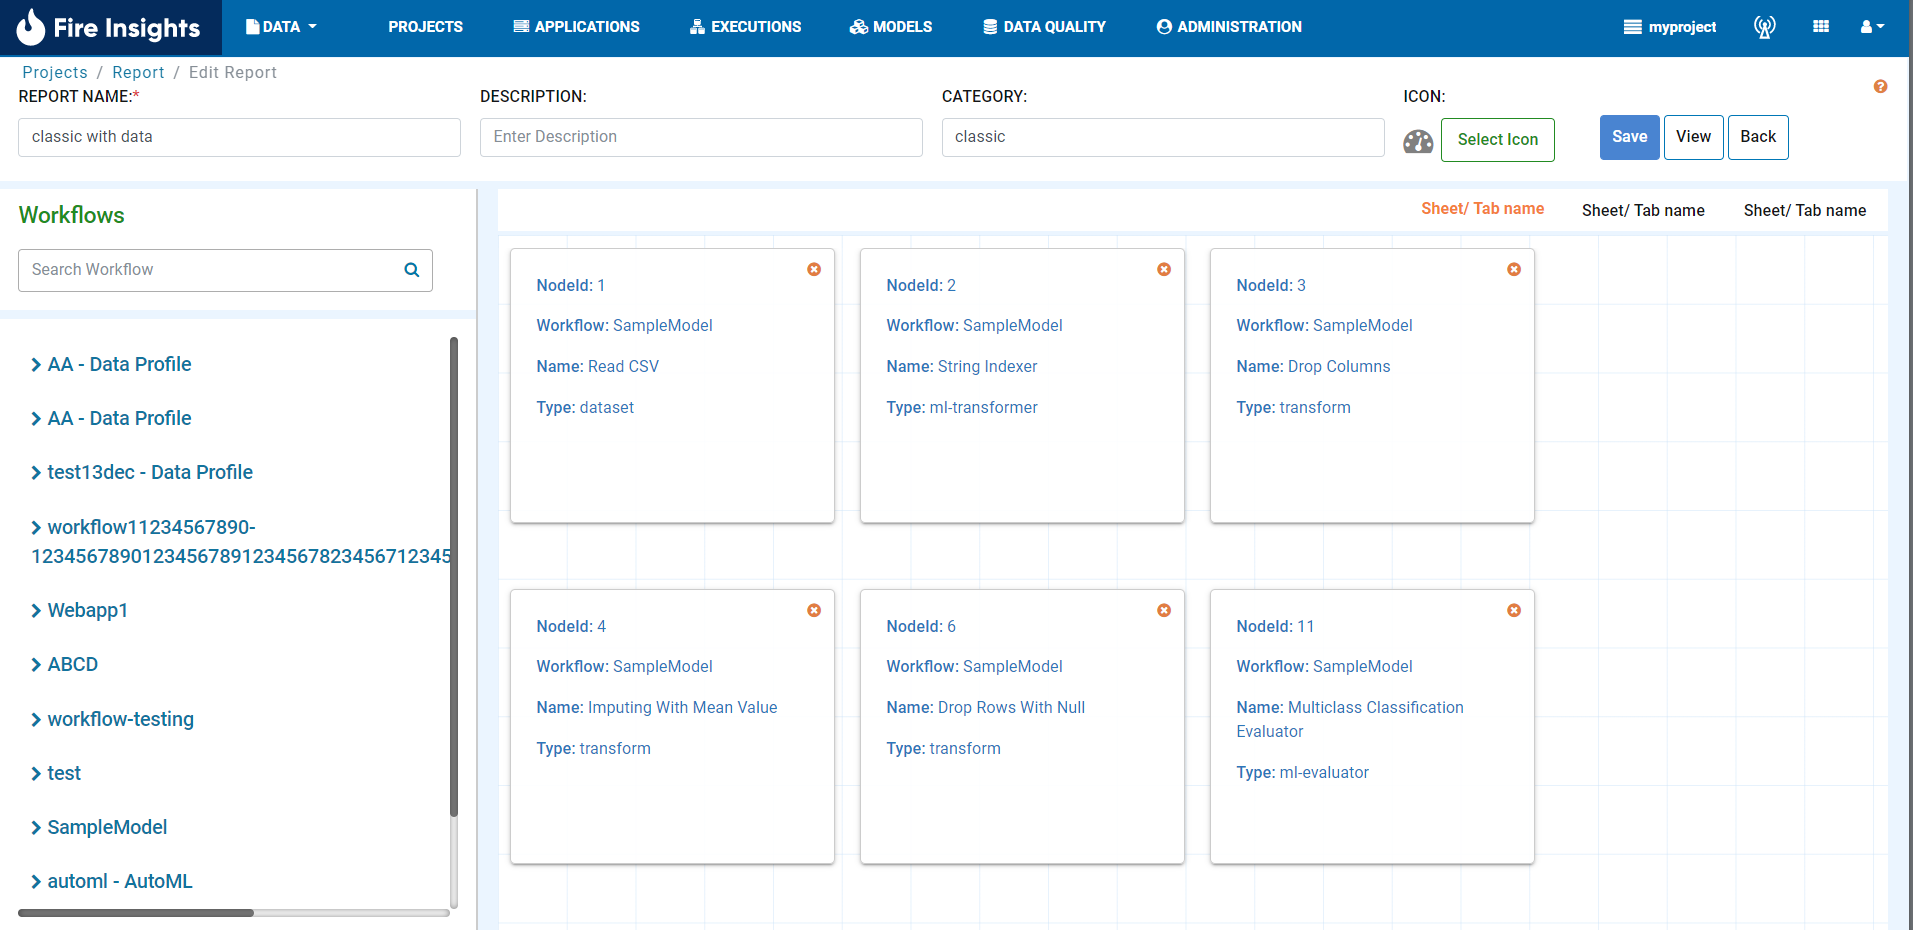 Fire Insights DATA PROJECTS APPLICATIONS EXECUTIONS MODELS DATA QUALITY ADMINISTRATION myproject
Projects / Report / Edit Report
REPORT NAME:* DESCRIPTION: CATEGORY: ICON:
classic with data Enter Description classic Select Icon Save View Back
Workflows
Search Workflow
AA - Data Profile
AA - Data Profile
test13dec - Data Profile
workflow11234567890-
12345678901234567891234567823456712345
Webapp1
ABCD
workflow-testing
test
SampleModel
automl - AutoML
Sheet/ Tab name Sheet/ Tab name Sheet/ Tab name
NodeId: 1
Workflow: SampleModel
Name: Read CSV
Type: dataset
NodeId: 2
Workflow: SampleModel
Name: String Indexer
Type: ml-transformer
NodeId: 3
Workflow: SampleModel
Name: Drop Columns
Type: transform
NodeId: 4
Workflow: SampleModel
Name: Imputing With Mean Value
Type: transform
NodeId: 6
Workflow: SampleModel
Name: Drop Rows With Null
Type: transform
NodeId: 11
Workflow: SampleModel
Name: Multiclass Classification
Evaluator
Type: ml-evaluator